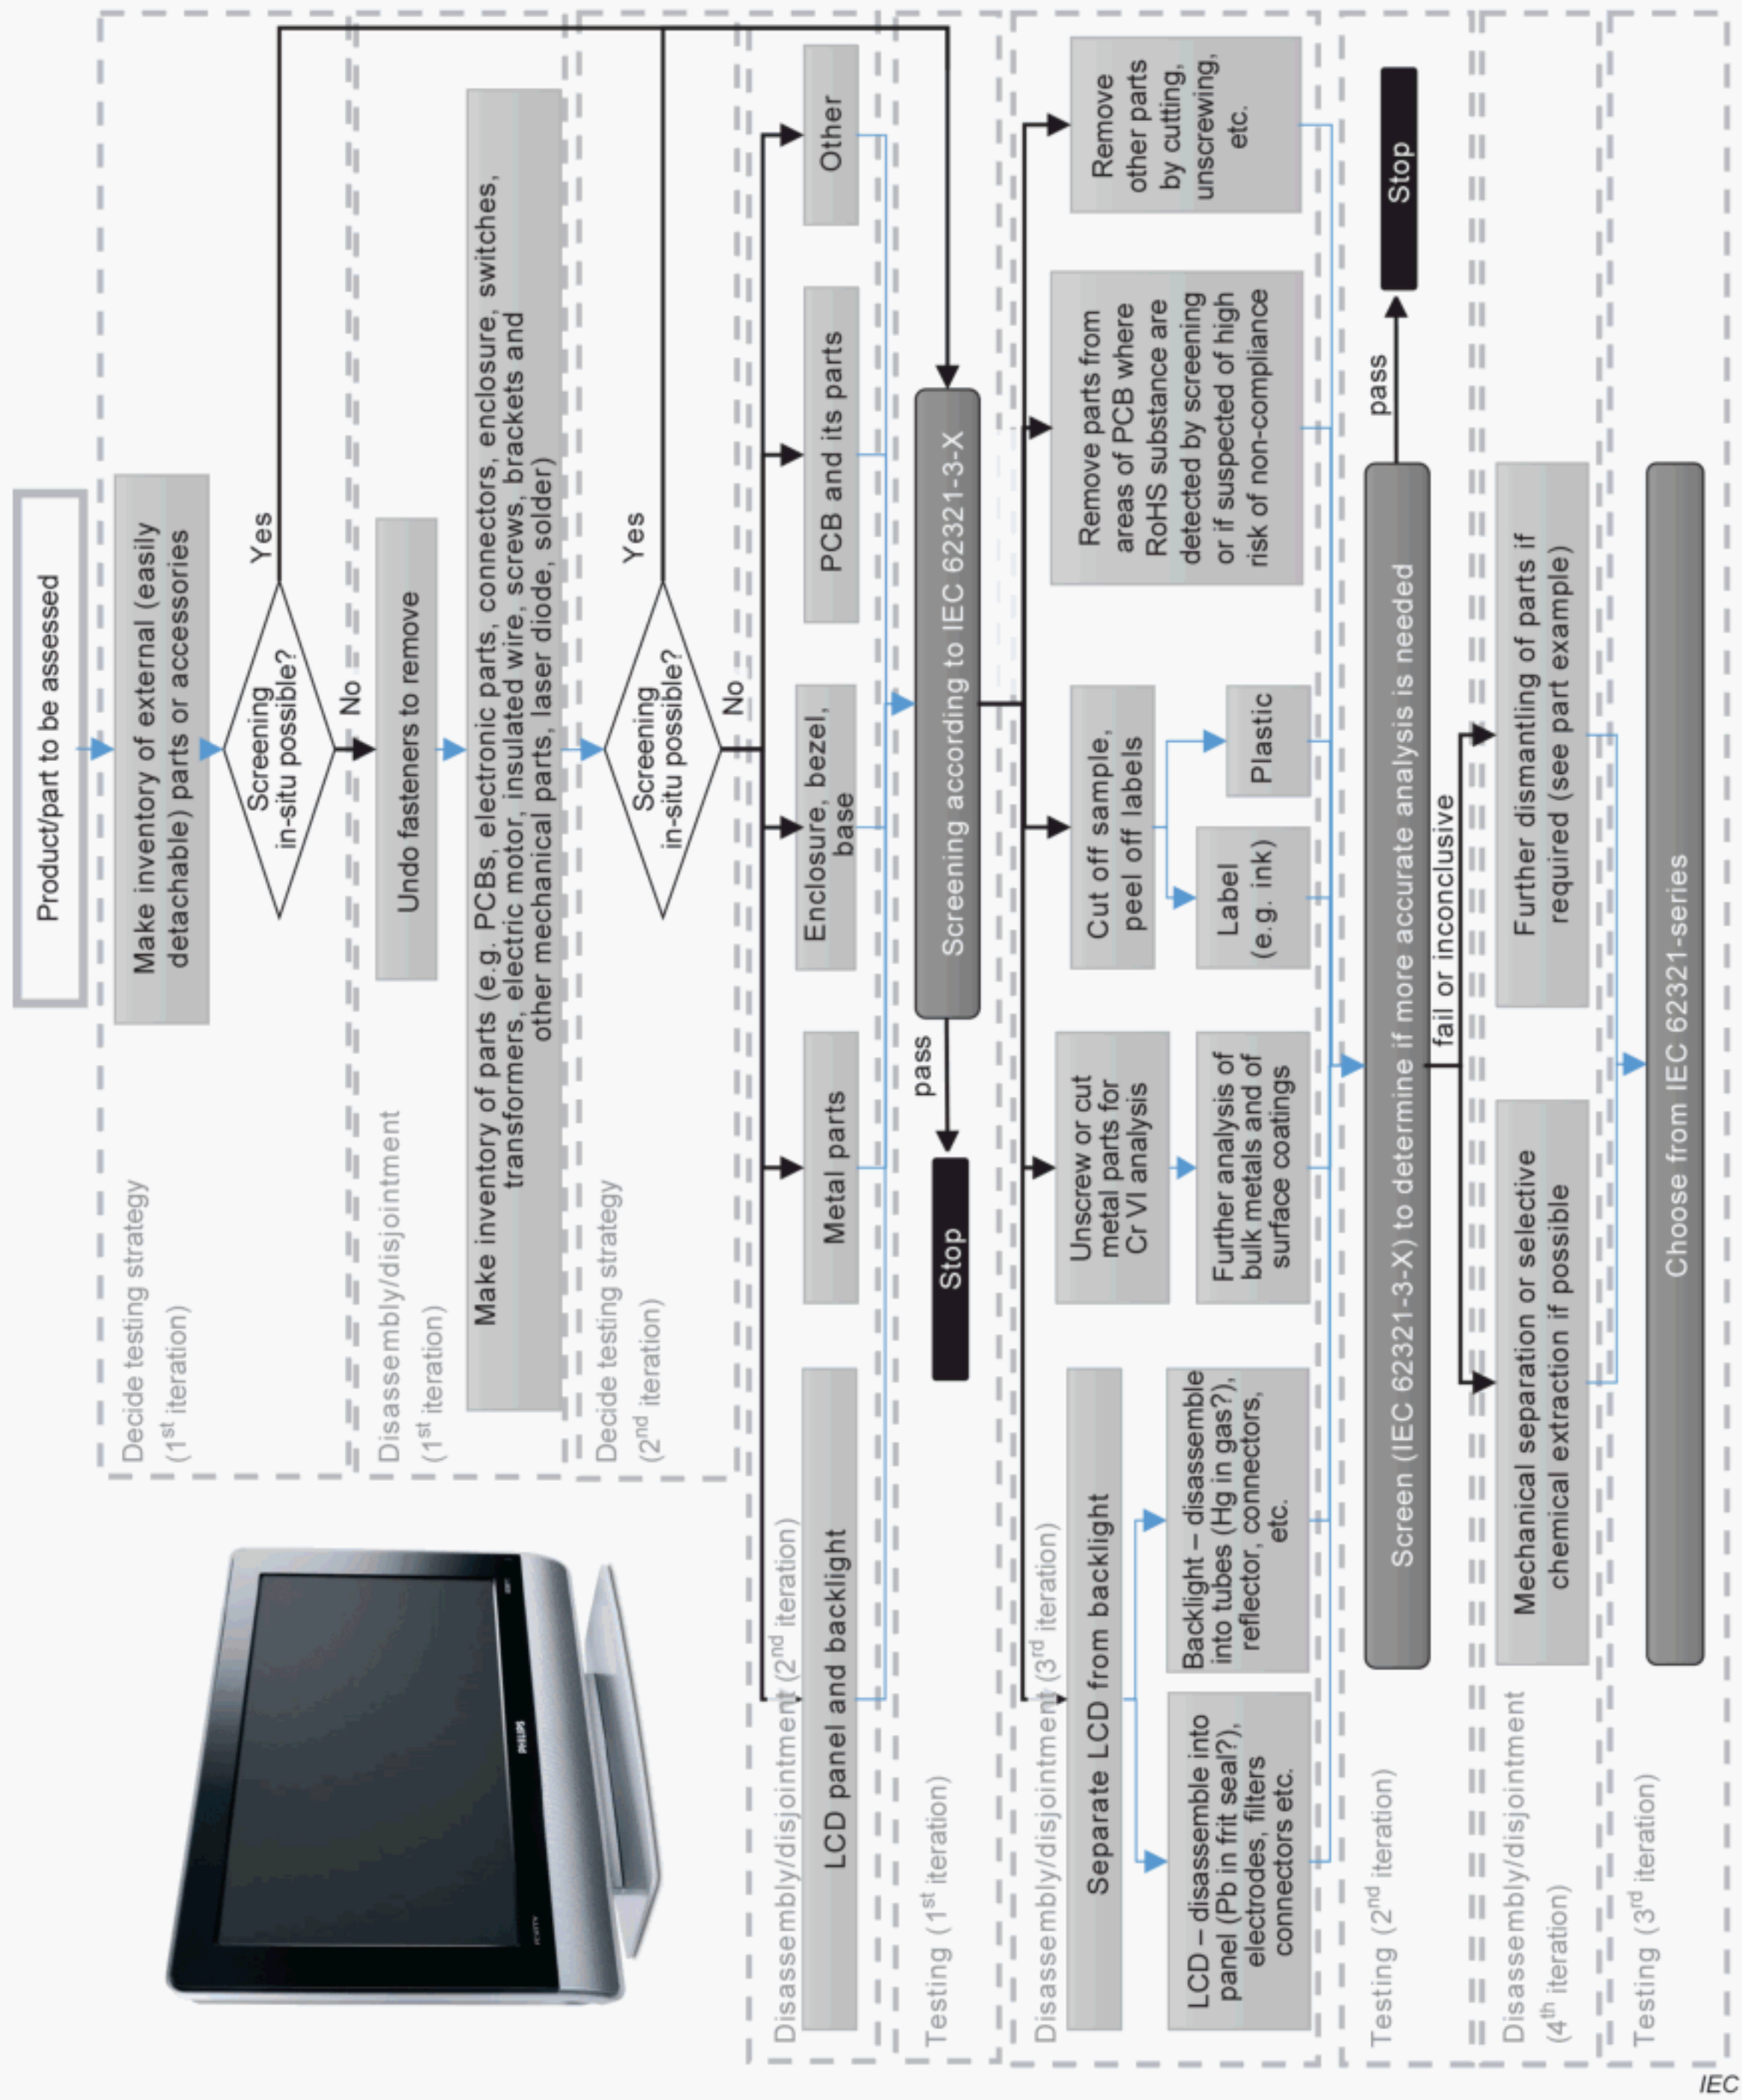 Product/part to be assessed
Decide testing strategy
(1st iteration)
Make inventory of external (easily
detachable) parts or accessories
Screening
in-situ possible?
Yes
No
Disassembly/disjointment
(1st iteration)
Undo fasteners to remove
Make inventory of parts (e.g. PCBs, electronic parts, connectors, enclosure, switches,
transformers, electric motor, insulated wire, screws, brackets and
other mechanical parts, laser diode, solder)
Decide testing strategy
(2nd iteration)
Screening
in-situ possible?
Yes
No
PHILIPS
Disassembly/disjointment (2nd iteration)
LCD panel and backlight
Metal parts
Enclosure, bezel,
base
PCB and its parts
Other
Testing (1st iteration)
Stop
pass
Screening according to IEC 62321-3-X
Disassembly/disjointment (3rd iteration)
Separate LCD from backlight
LCD – disassemble into
panel (Pb in frit seal?),
electrodes, filters
connectors etc.
Backlight – disassemble
into tubes (Hg in gas?),
reflector, connectors,
etc.
Unscrew or cut
metal parts for
Cr VI analysis
Further analysis of
bulk metals and of
surface coatings
Cut off sample,
peel off labels
Label
(e.g. ink)
Plastic
Remove parts from
areas of PCB where
RoHS substance are
detected by screening
or if suspected of high
risk of non-compliance
Remove
other parts
by cutting,
unscrewing,
etc.
Testing (2nd iteration)
Screen (IEC 62321-3-X) to determine if more accurate analysis is needed
pass
Stop
fail or inconclusive
Disassembly/disjointment
(4th iteration)
Mechanical separation or selective
chemical extraction if possible
Further dismantling of parts if
required (see part example)
Testing (3rd iteration)
Choose from IEC 62321-series
IEC